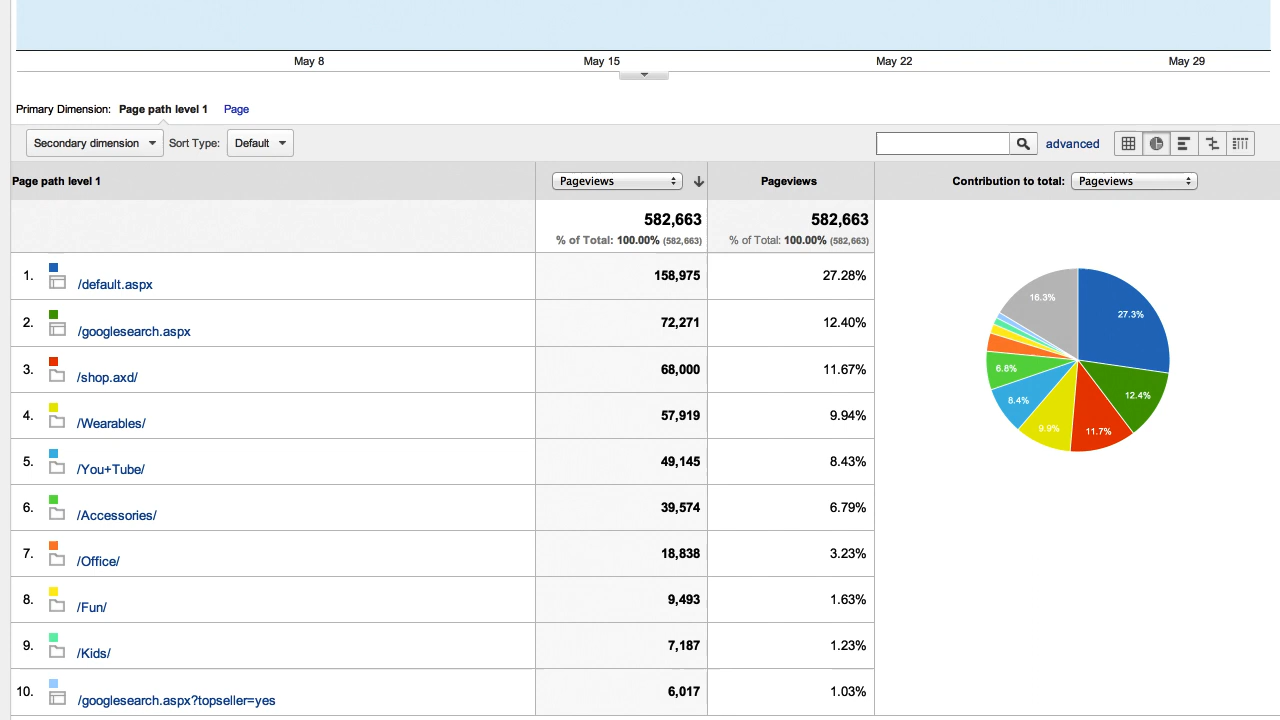 May 8 May 15 May 22 May 29
Primary Dimension: Page path level 1 Page
Secondary dimension Sort Type: Default advanced
Page path level 1 Pageviews Pageviews Contribution to total: Pageviews
582,663 582,663
% of Total: 100.00% (582,663) % of Total: 100.00% (582,663)
1. /default.aspx 158,975 27.28%
2. /googlesearch.aspx 72,271 12.40%
3. /shop.axd/ 68,000 11.67%
4. /Wearables/ 57,919 9.94%
5. /You+Tube/ 49,145 8.43%
6. /Accessories/ 39,574 6.79%
7. /Office/ 18,838 3.23%
8. /Fun/ 9,493 1.63%
9. /Kids/ 7,187 1.23%
10. /googlesearch.aspx?topseller=yes 6,017 1.03%
16.3%
27.3%
6.8%
12.4%
8.4%
9.9%
11.7%